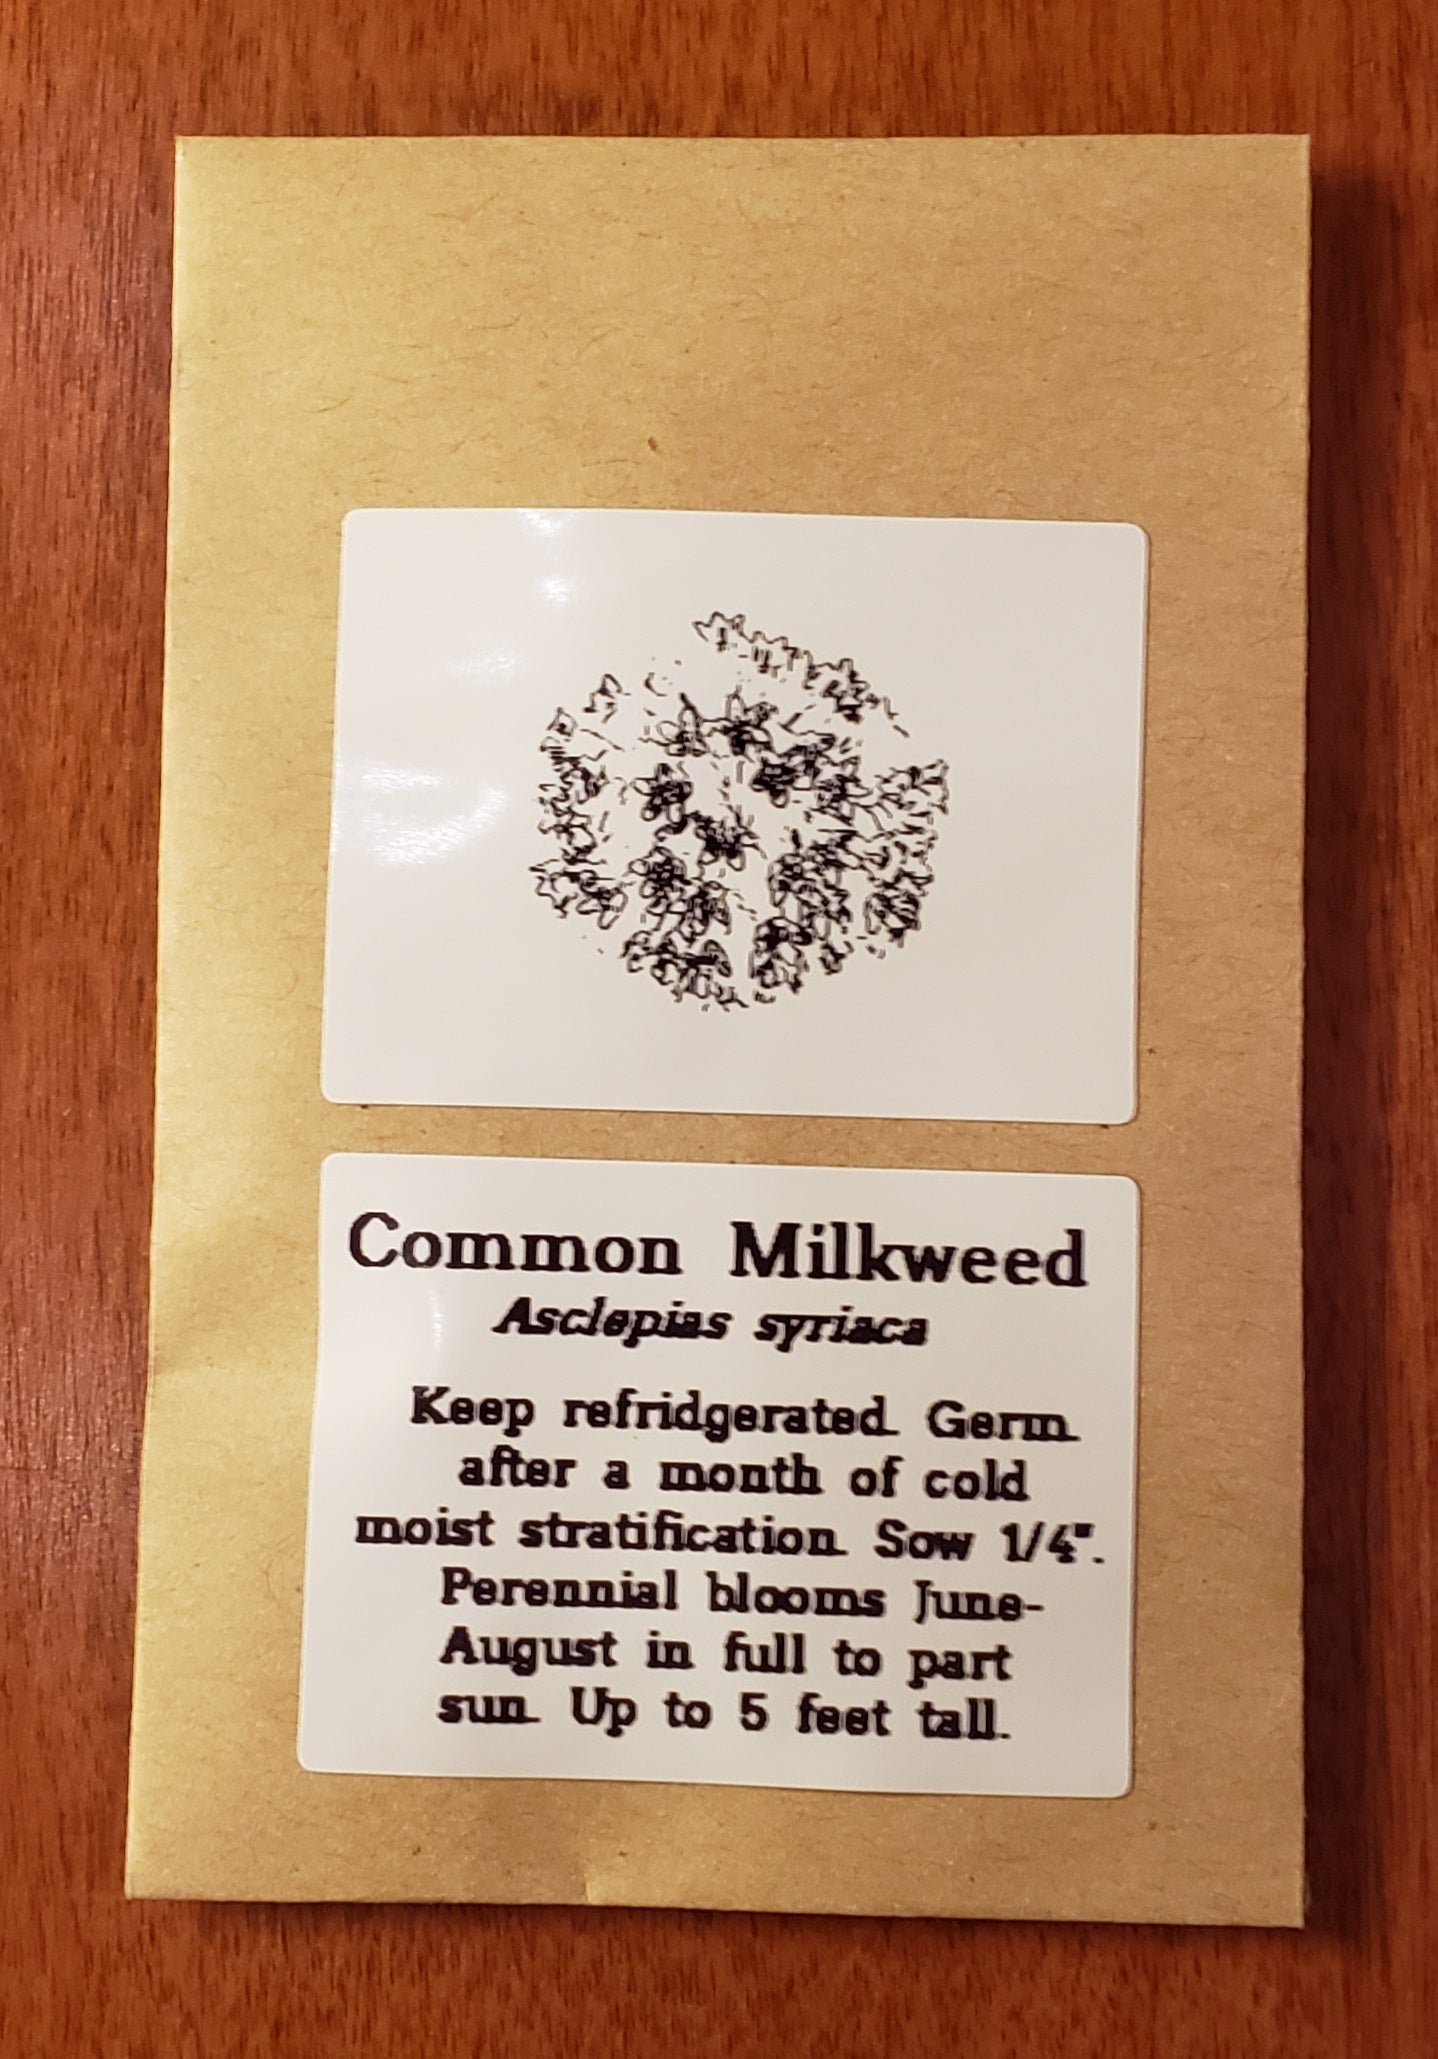 Common Milkweed
Asclepias syriaca
Keep refridgerated. Germ.
after a month of cold
moist stratification. Sow 1/4".
Perennial blooms June-
August in full to part
sun. Up to 5 feet tall.